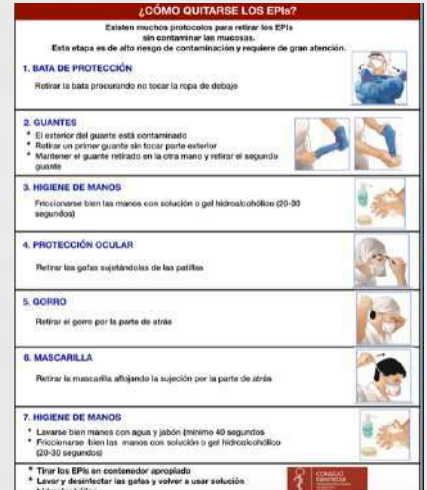 ¿CÓMO QUITARSE LOS EPIs?
Existen muchos protocolos para retirar los EPIs
sin contaminar las mucosas.
Esta etapa es de alto riesgo de contaminación y requiere de gran atención.
1. BATA DE PROTECCIÓN
Retirar la bata procurando no tocar la ropa de debajo
2. GUANTES
* El exterior del guante está contaminado
* Retirar un primer guante sin tocar parte exterior
* Mantener el guante retirado en la otra mano y retirar el segundo
guante
3. HIGIENE DE MANOS
Friccionarse bien las manos con solución o gel hidroalcohólico (20-30
segundos)
4. PROTECCIÓN OCULAR
Retirar las gafas sujetándolas de las patillas
5. GORRO
Retirar el gorro por la parte de atrás
6. MASCARILLA
Retirar la mascarilla aflojando la sujeción por la parte de atrás
7. HIGIENE DE MANOS
* Lavarse bien manos con agua y jabón (mínimo 40 segundos
* Friccionarse bien las manos con solución o gel hidroalcohólico
(20-30 segundos)
* Tirar los EPIs en contenedor apropiado
* Lavar y desinfectar las gafas y volver a usar solución
CONSEJO
DENTISTAS